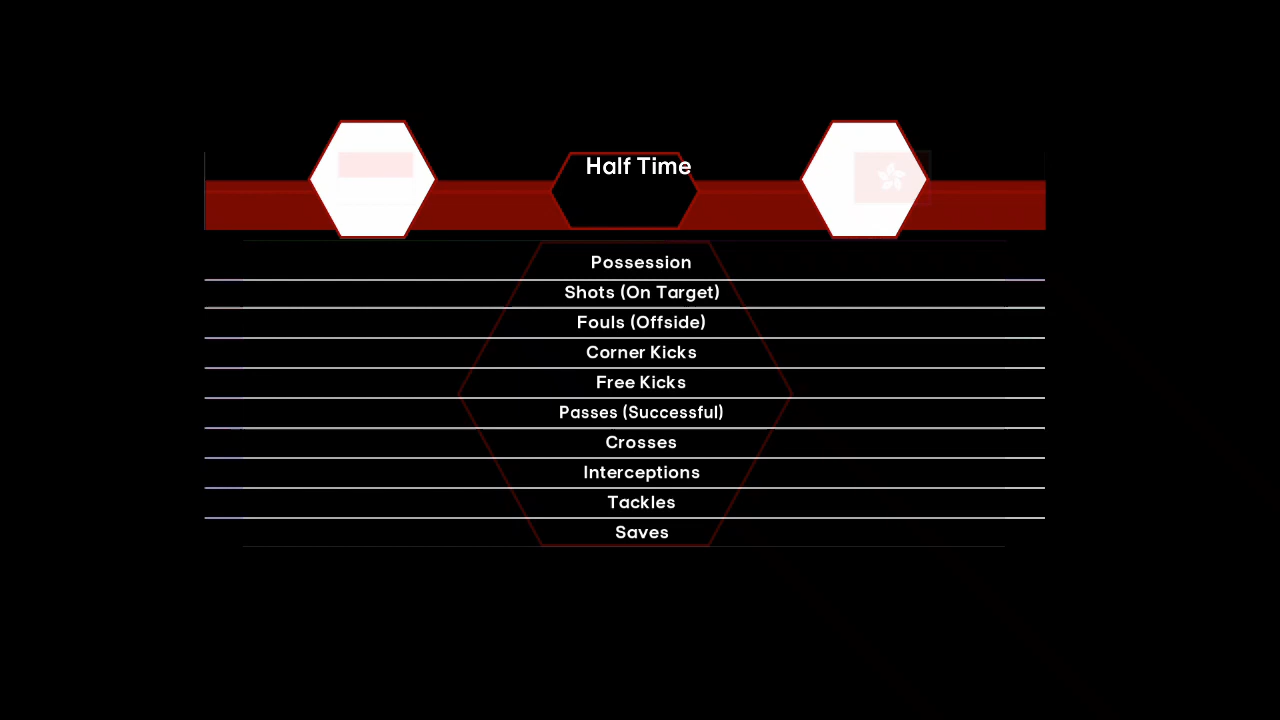 Half Time
Possession
Shots (On Target)
Fouls (Offside)
Corner Kicks
Free Kicks
Passes (Successful)
Crosses
Interceptions
Tackles
Saves